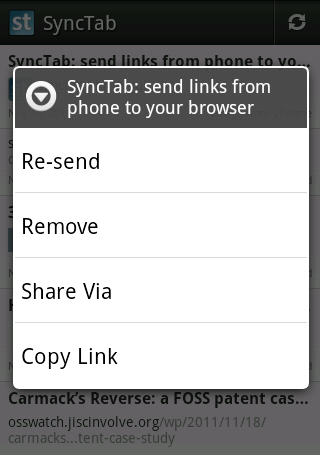 st SyncTab
SyncTab: send links from phone to yo...
SyncTab: send links from
phone to your browser
Re-send
Remove
Share Via
Copy Link
Carmack's Reverse: a FOSS patent cas...
osswatch.jiscinvolve.org/wp/2011/11/18/
carmacks...tent-case-study